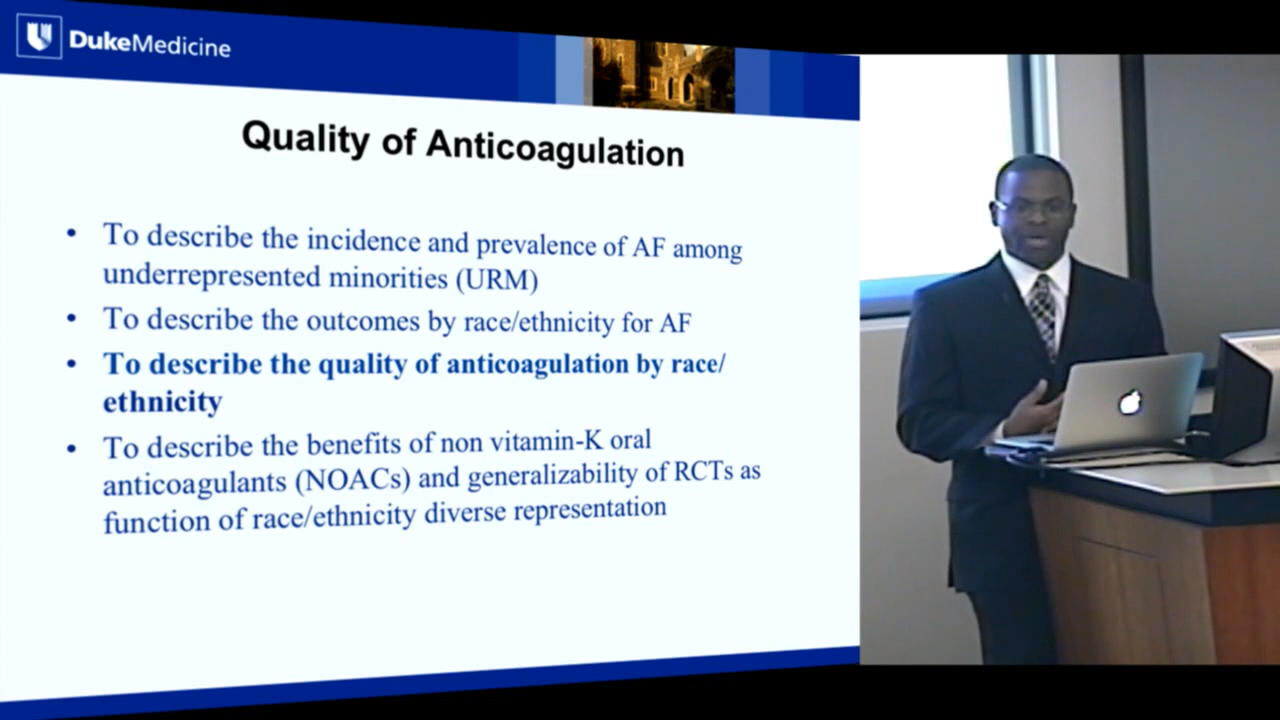 DukeMedicine
Quality of Anticoagulation
• To describe the incidence and prevalence of AF among
underrepresented minorities (URM)
• To describe the outcomes by race/ethnicity for AF
• To describe the quality of anticoagulation by race/
ethnicity
• To describe the benefits of non vitamin-K oral
anticoagulants (NOACs) and generalizability of RCTs as
function of race/ethnicity diverse representation